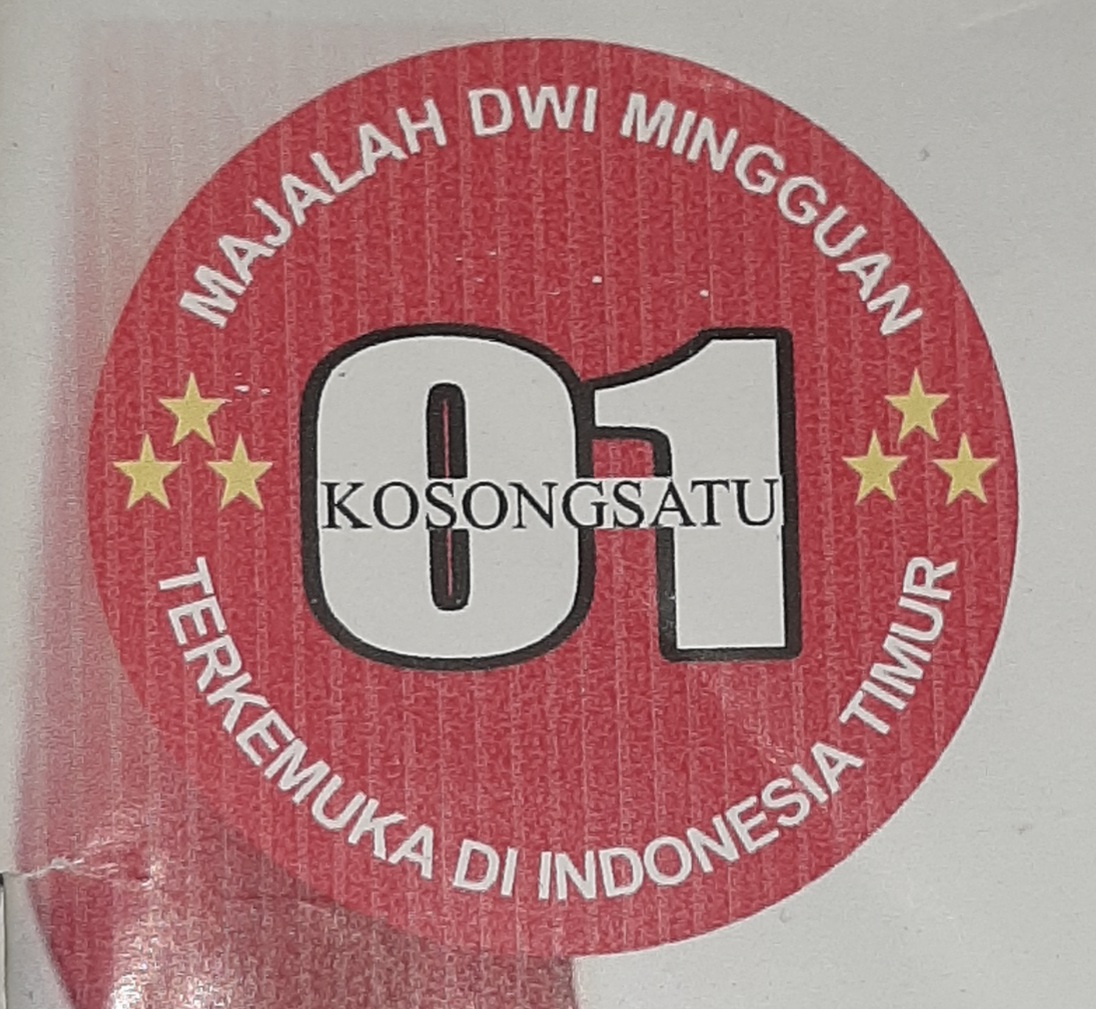 MAJALAH DWI MINGGUAN
01
KOSONGSATU
TERKEMUKA DI INDONESIA TIMUR